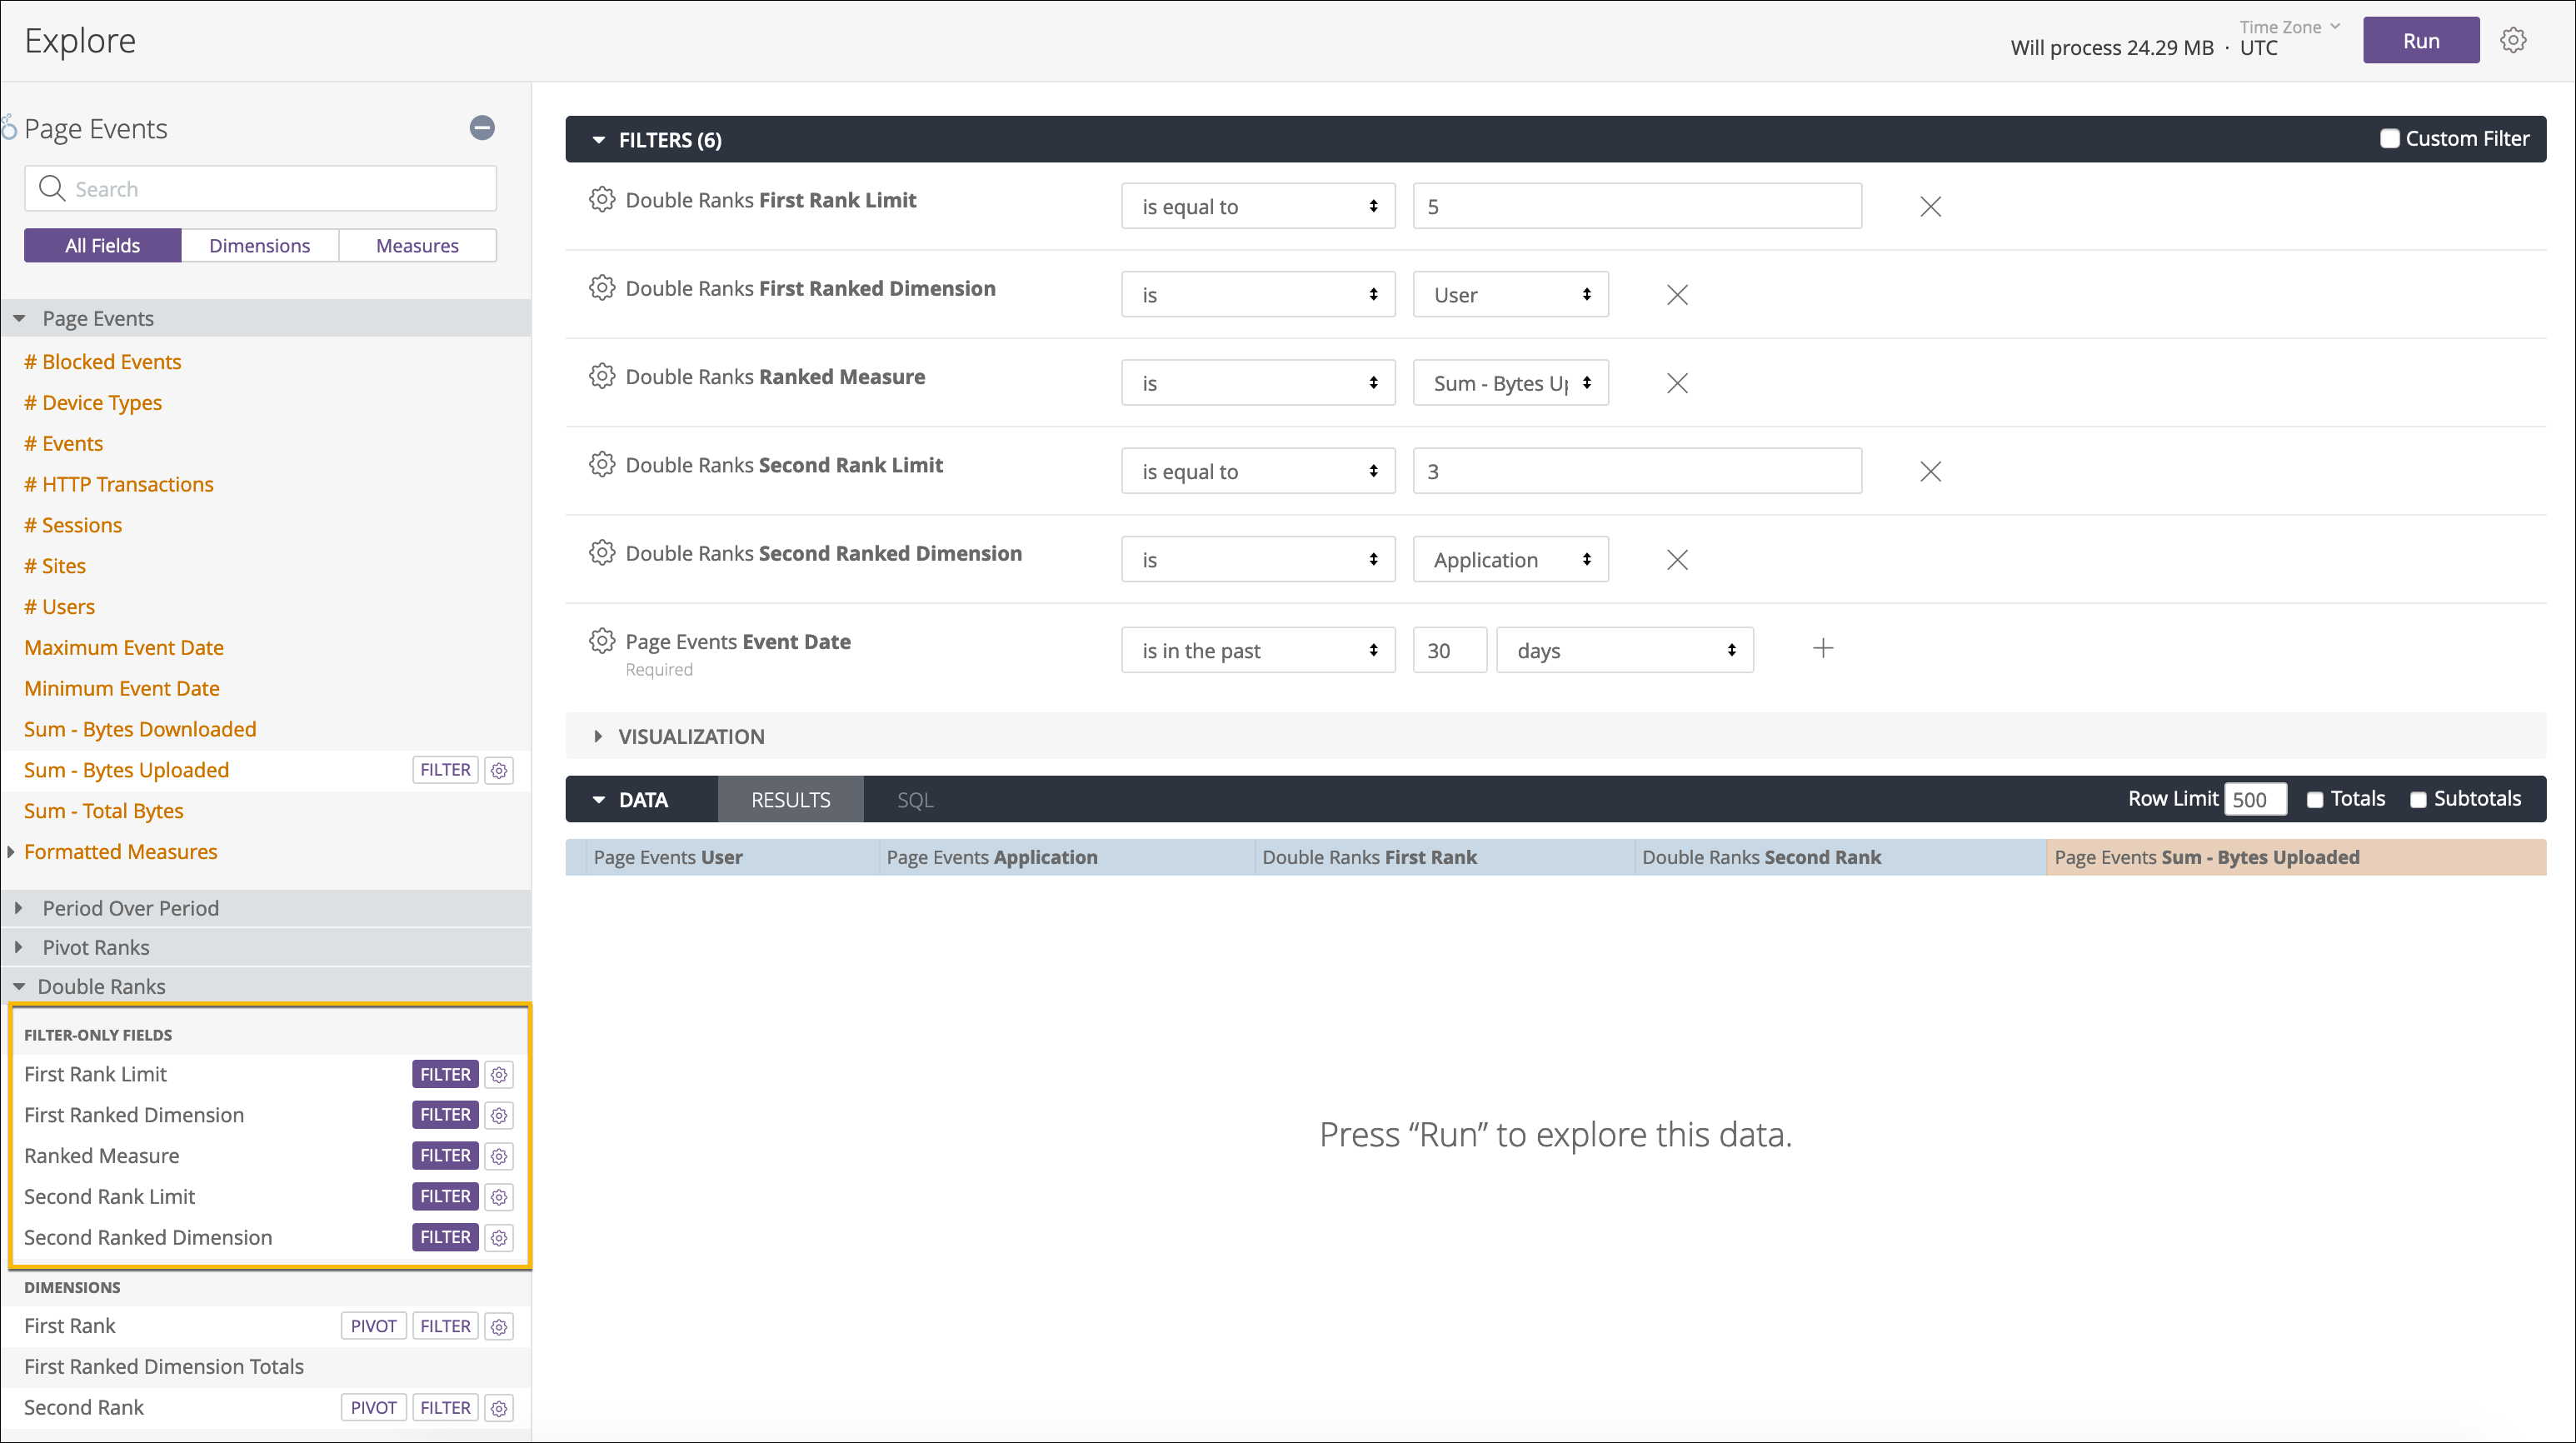 Explore
Will process 24.29 MB ·
Time Zone
UTC
Run
Page Events
Search
All Fields
Dimensions
Measures
Page Events
# Blocked Events
# Device Types
# Events
# HTTP Transactions
# Sessions
# Sites
# Users
Maximum Event Date
Minimum Event Date
Sum - Bytes Downloaded
Sum - Bytes Uploaded FILTER
Sum - Total Bytes
Formatted Measures
Period Over Period
Pivot Ranks
Double Ranks
FILTER-ONLY FIELDS
First Rank Limit FILTER
First Ranked Dimension FILTER
Ranked Measure FILTER
Second Rank Limit FILTER
Second Ranked Dimension FILTER
DIMENSIONS
First Rank PIVOT FILTER
First Ranked Dimension Totals
Second Rank PIVOT FILTER
FILTERS (6) Custom Filter
Double Ranks First Rank Limit is equal to 5
Double Ranks First Ranked Dimension is User
Double Ranks Ranked Measure is Sum - Bytes
Double Ranks Second Rank Limit is equal to 3
Double Ranks Second Ranked Dimension is Application
Page Events Event Date is in the past 30 days
Required
VISUALIZATION
DATA RESULTS SQL Row Limit 500 Totals Subtotals
Page Events User Page Events Application Double Ranks First Rank Double Ranks Second Rank Page Events Sum - Bytes Uploaded
Press “Run” to explore this data.